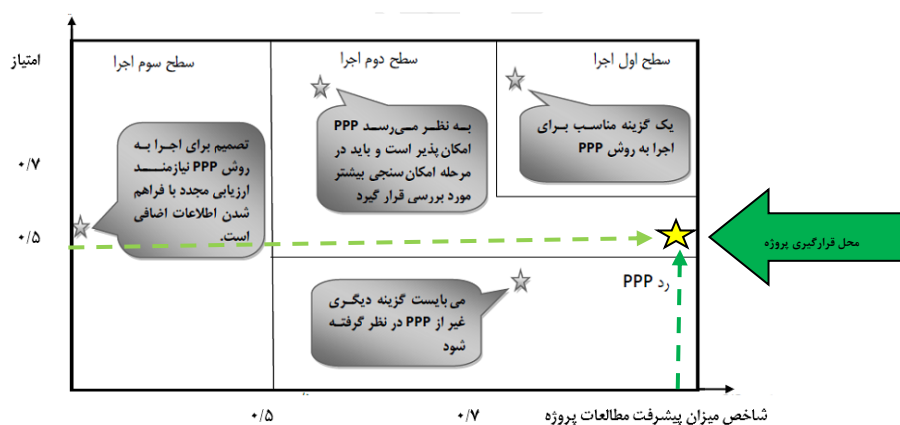 امتیاز
سطح سوم اجرا
سطح دوم اجرا
سطح اول اجرا
تصمیم برای اجرا به
روش PPP نیازمنـــد
ارزیابی مجدد با فراهم
شدن اطلاعات اضافی
است.
به نظر می‌رسد PPP
امکان پذیر است و باید در
مرحله امکان سنجی بیشتر
مورد بررسی قرار گیرد
یک گزینه مناسب برای
اجرا به روش PPP
۰/۷
۰/۵
محل قرارگیری پروژه
رد PPP
می بایست گزینه دیگری
غیر از PPP در نظر گرفته
شود
۰/۵
۰/۷
شاخص میزان پیشرفت مطالعات پروژه